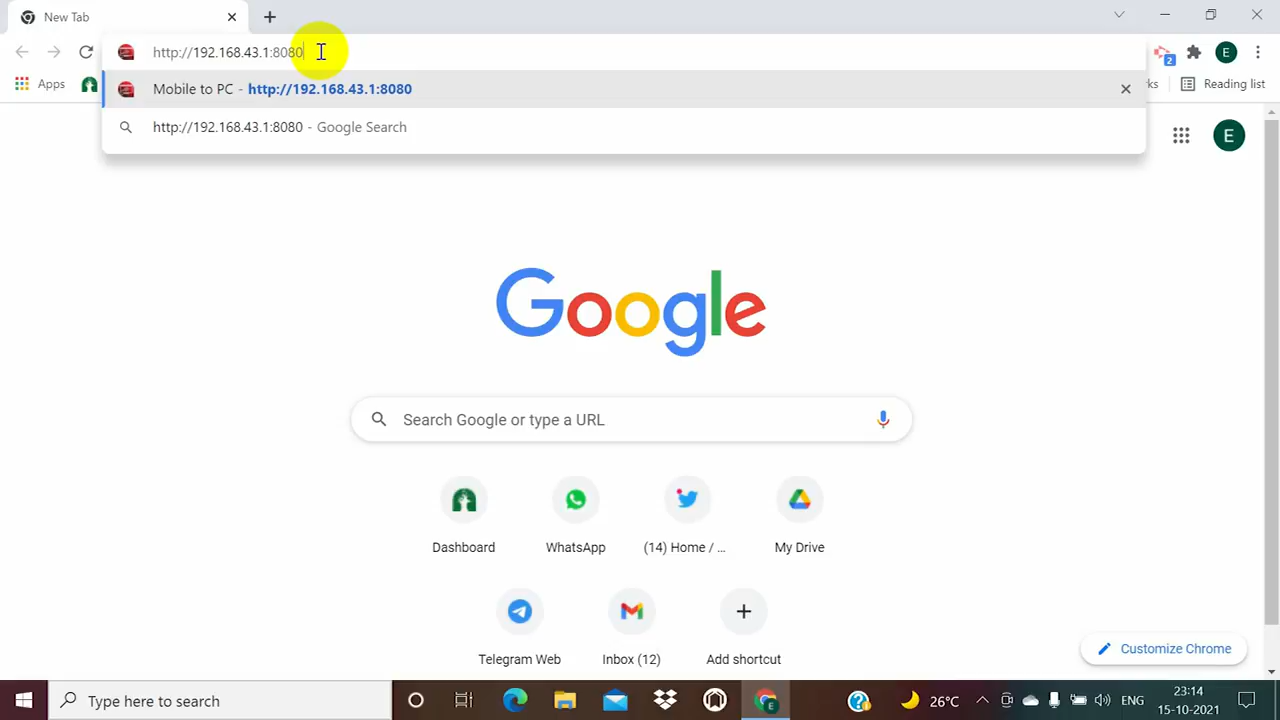 New Tab
http://192.168.43.1:8080
2
E
Apps
ks
Reading list
Mobile to PC - http://192.168.43.1:8080
http://192.168.43.1:8080 - Google Search
E
Google
Search Google or type a URL
Dashboard
WhatsApp
(14) Home / ...
My Drive
Telegram Web
Inbox (12)
Add shortcut
Customize Chrome
Type here to search
E
26°C
ENG
23:14
15-10-2021